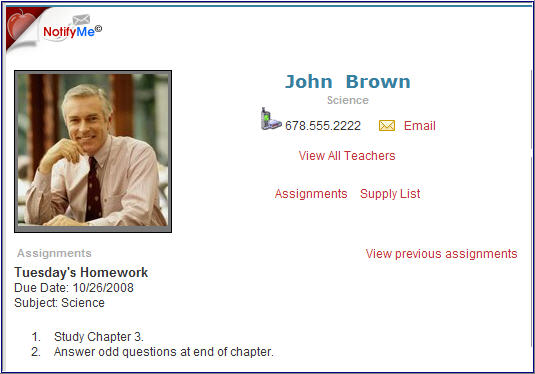 NotifyMe©
John Brown
Science
678.555.2222 Email
View All Teachers
Assignments Supply List
Assignments View previous assignments
Tuesday's Homework
Due Date: 10/26/2008
Subject: Science
1. Study Chapter 3.
2. Answer odd questions at end of chapter.